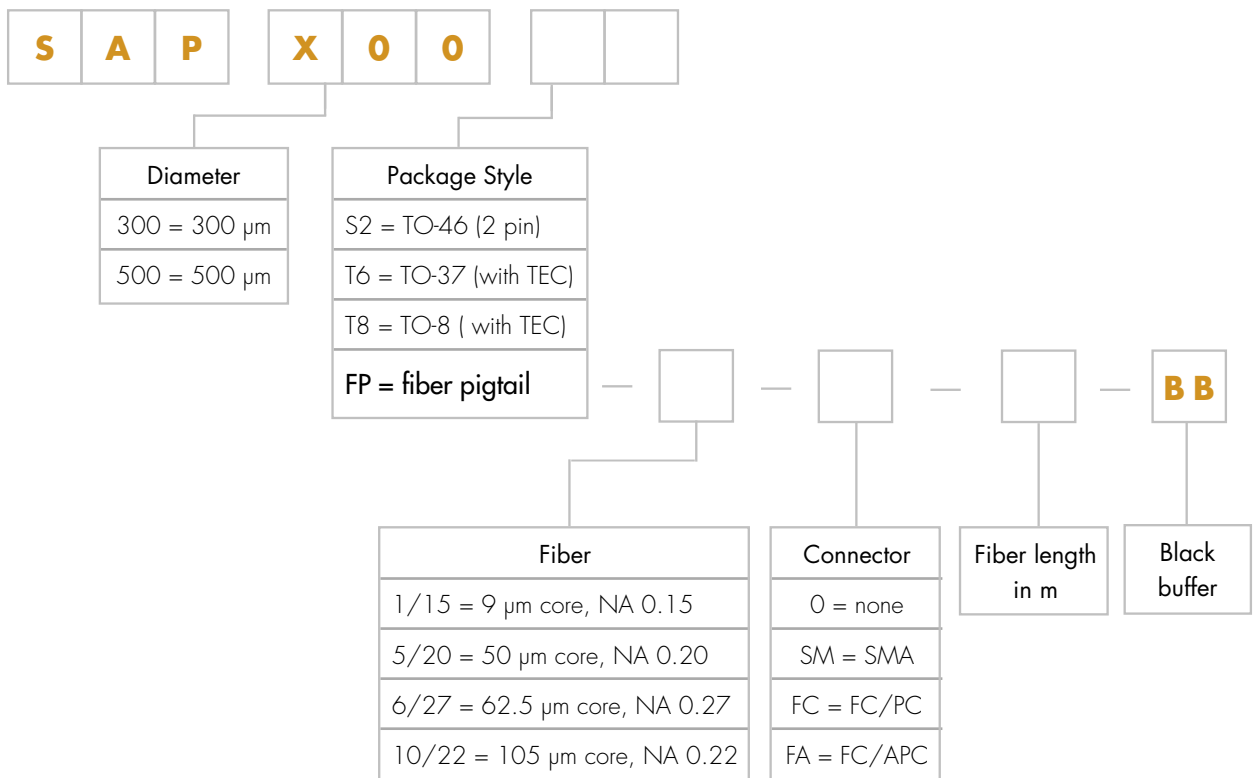 S A P X 0 0
Diameter
300 = 300 µm
500 = 500 µm
Package Style
S2 = TO-46 (2 pin)
T6 = TO-37 (with TEC)
T8 = TO-8 ( with TEC)
FP = fiber pigtail — — — — B B
Fiber
1/15 = 9 µm core, NA 0.15
5/20 = 50 µm core, NA 0.20
6/27 = 62.5 µm core, NA 0.27
10/22 = 105 µm core, NA 0.22
Connector
0 = none
SM = SMA
FC = FC/PC
FA = FC/APC
Fiber length
in m
Black
buffer